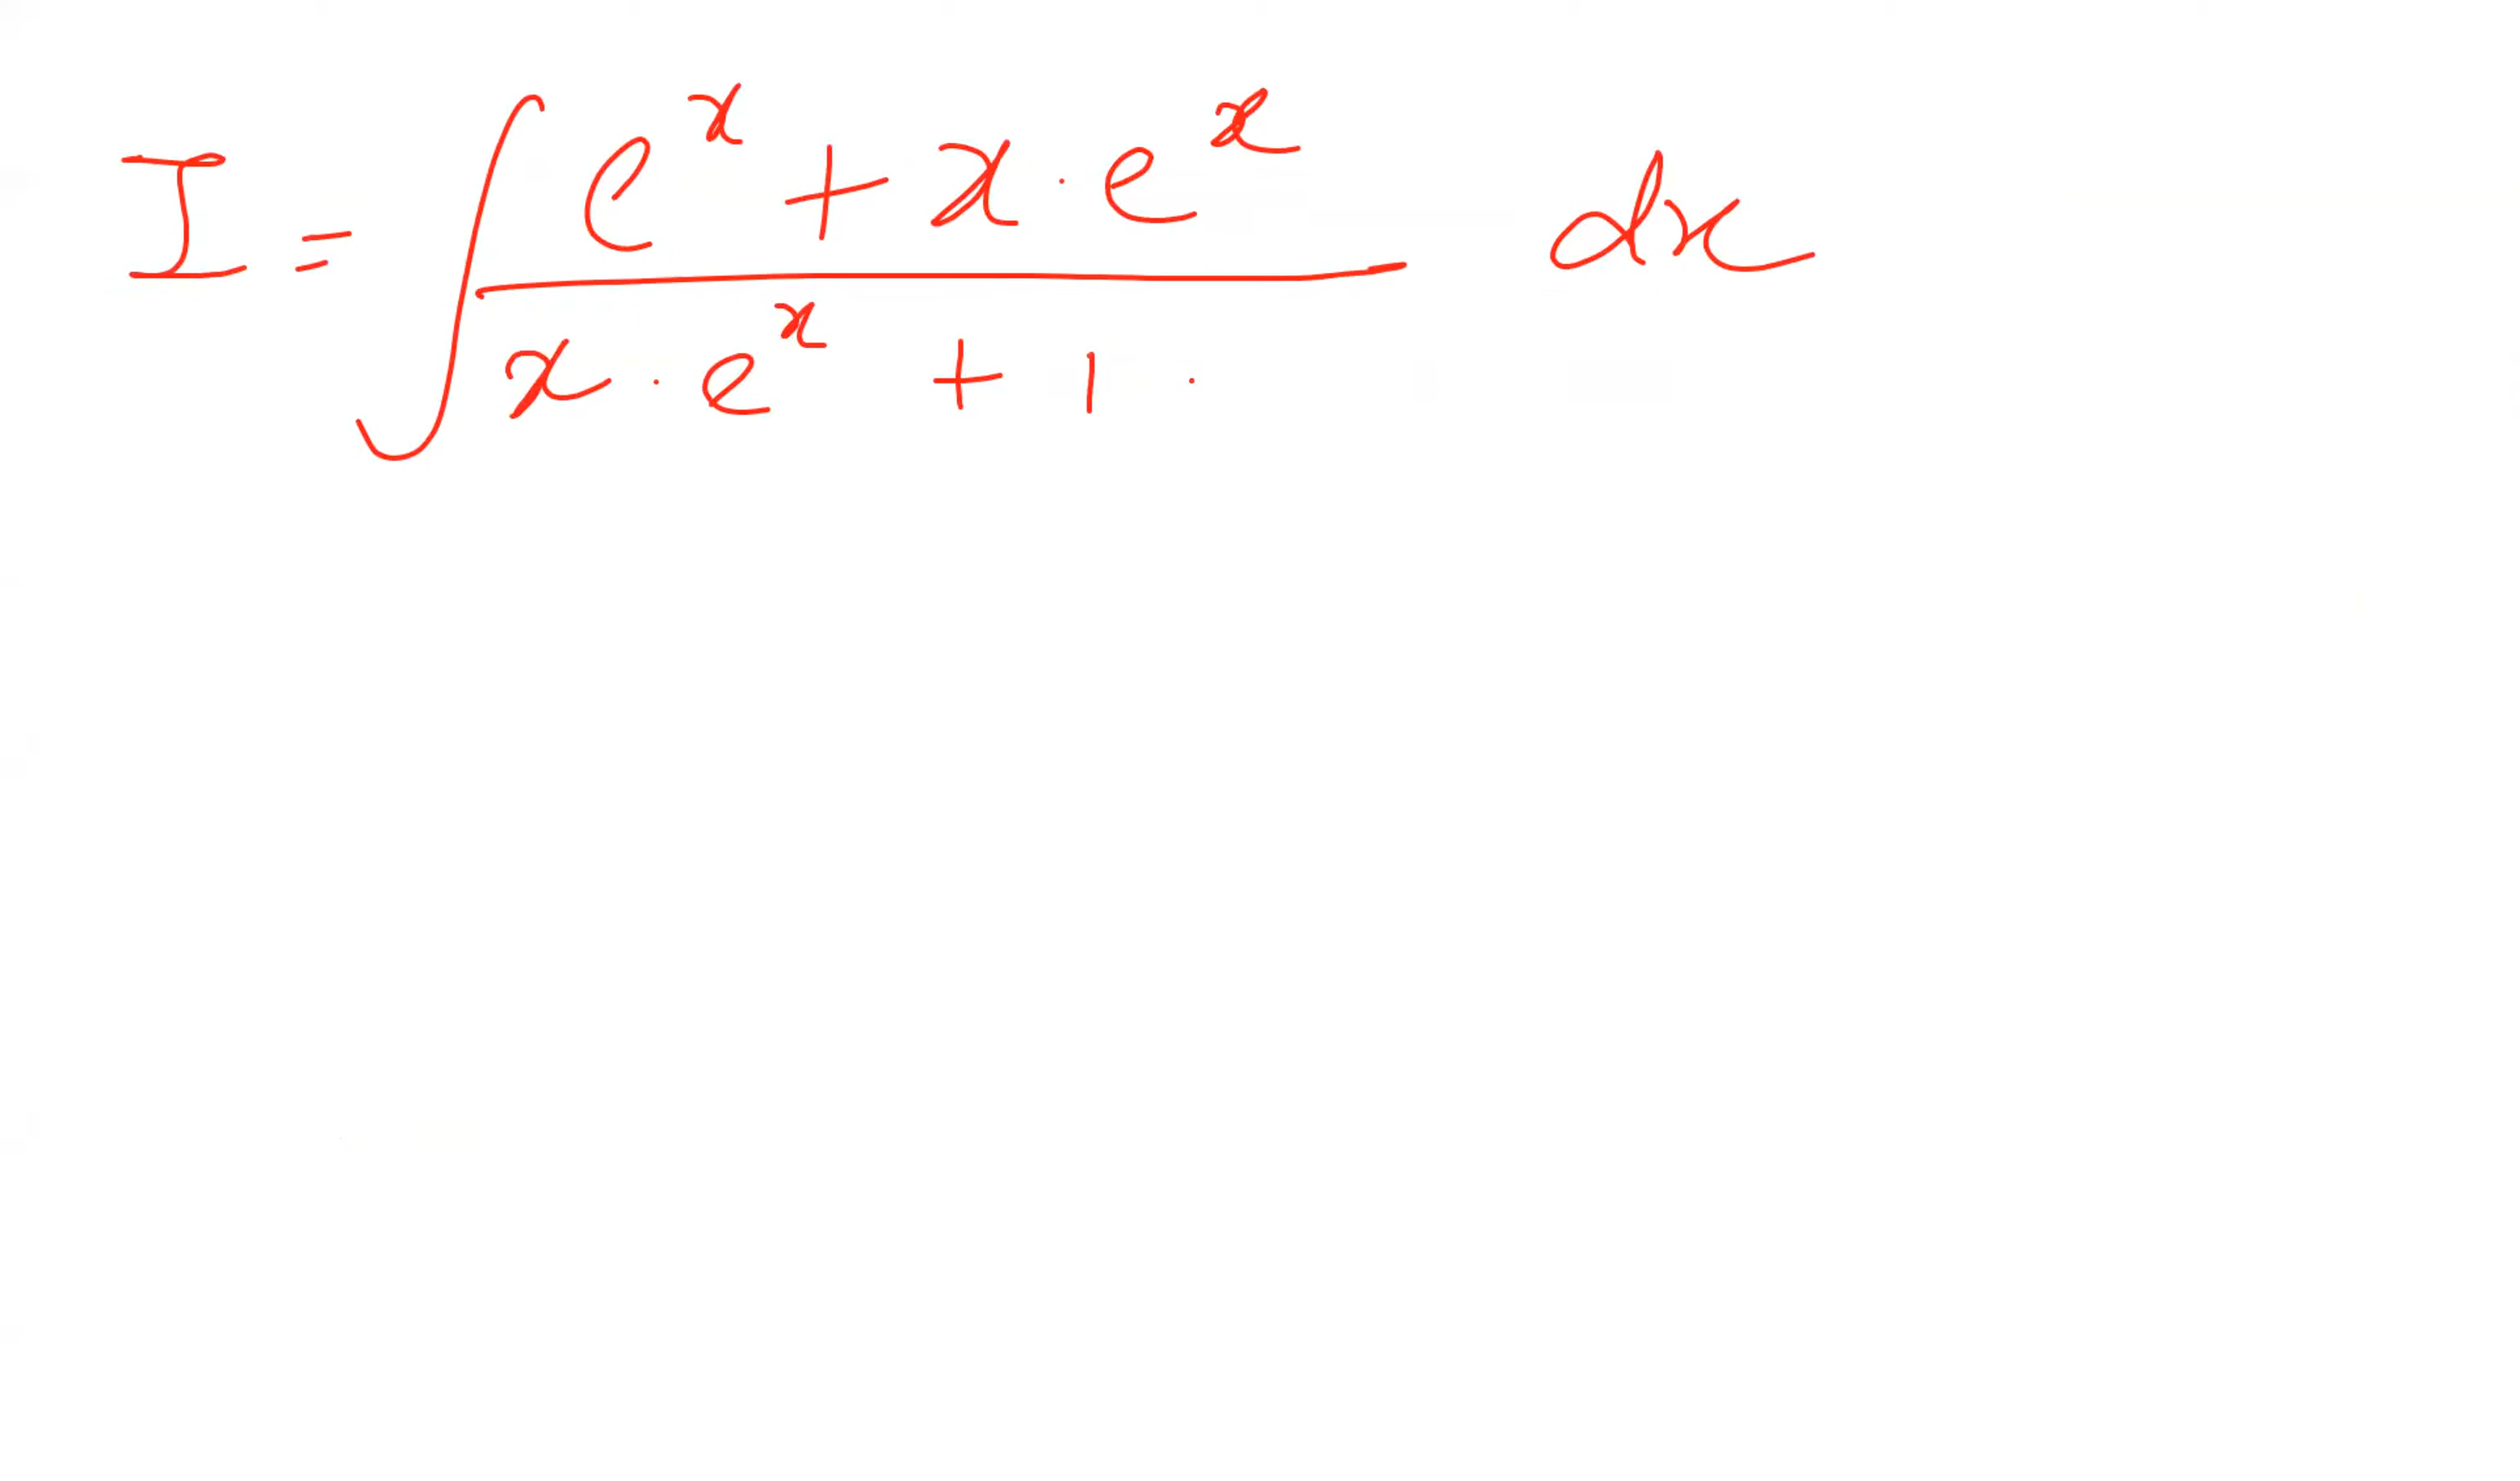 I = ∫ (e^x + x · e^x) / (x · e^x + 1) · dx